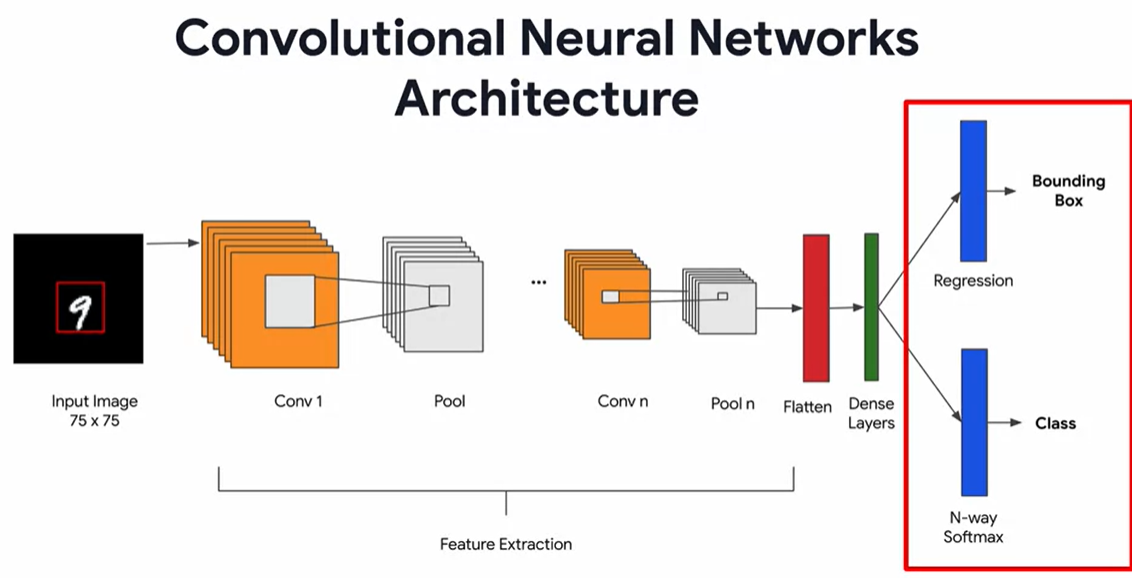 Convolutional Neural Networks
Architecture
9
Input Image
75 x 75
Conv 1
Pool
...
Conv n
Pool n
Flatten
Dense
Layers
Regression
Bounding
Box
N-way
Softmax
Class
Feature Extraction